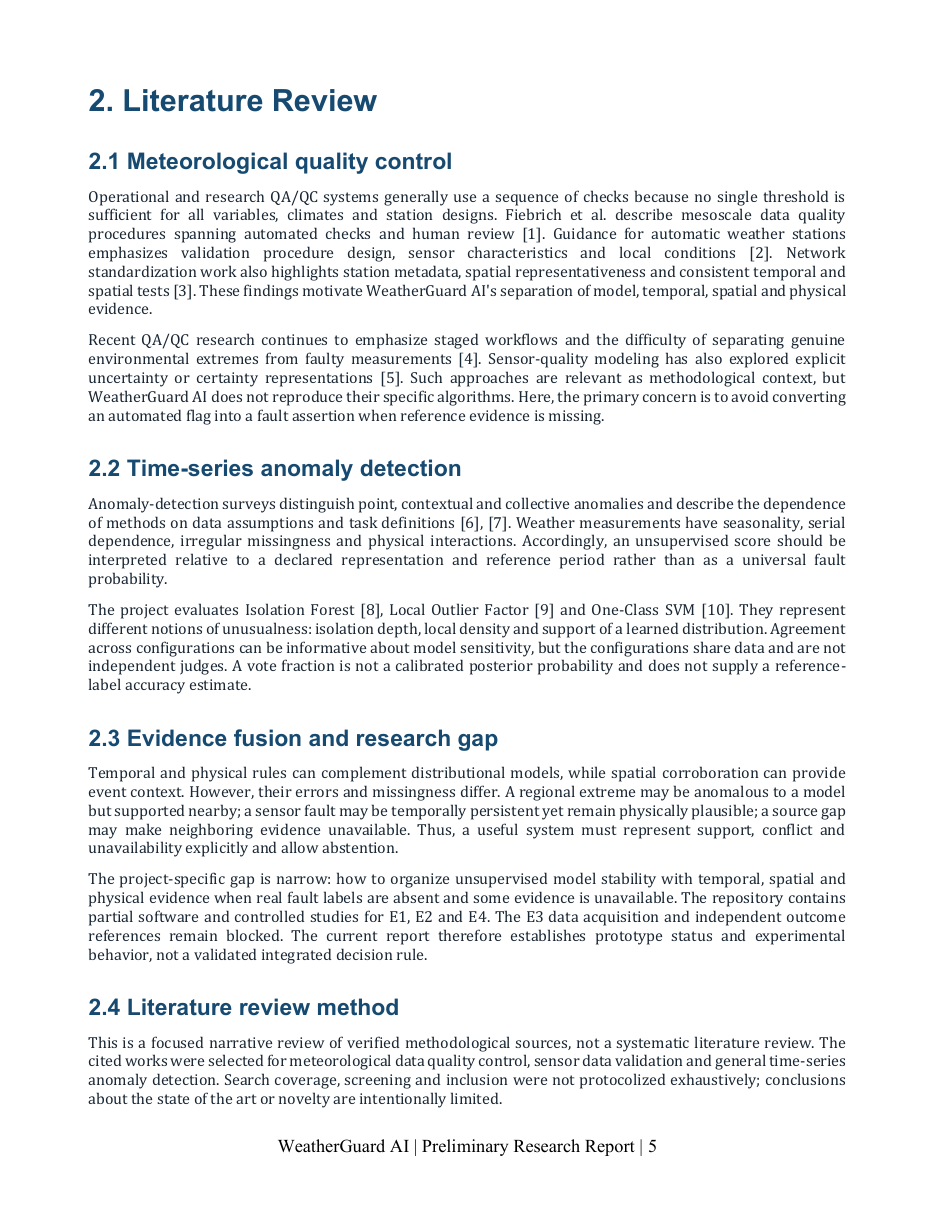 2. Literature Review
2.1 Meteorological quality control
Operational and research QA/QC systems generally use a sequence of checks because no single threshold is
sufficient for all variables, climates and station designs. Fiebrich et al. describe mesoscale data quality
procedures spanning automated checks and human review [1]. Guidance for automatic weather stations
emphasizes validation procedure design, sensor characteristics and local conditions [2]. Network
standardization work also highlights station metadata, spatial representativeness and consistent temporal and
spatial tests [3]. These findings motivate WeatherGuard AI's separation of model, temporal, spatial and physical
evidence.
Recent QA/QC research continues to emphasize staged workflows and the difficulty of separating genuine
environmental extremes from faulty measurements [4]. Sensor-quality modeling has also explored explicit
uncertainty or certainty representations [5]. Such approaches are relevant as methodological context, but
WeatherGuard AI does not reproduce their specific algorithms. Here, the primary concern is to avoid converting
an automated flag into a fault assertion when reference evidence is missing.
2.2 Time-series anomaly detection
Anomaly-detection surveys distinguish point, contextual and collective anomalies and describe the dependence
of methods on data assumptions and task definitions [6], [7]. Weather measurements have seasonality, serial
dependence, irregular missingness and physical interactions. Accordingly, an unsupervised score should be
interpreted relative to a declared representation and reference period rather than as a universal fault
probability.
The project evaluates Isolation Forest [8], Local Outlier Factor [9] and One-Class SVM [10]. They represent
different notions of unusualness: isolation depth, local density and support of a learned distribution. Agreement
across configurations can be informative about model sensitivity, but the configurations share data and are not
independent judges. A vote fraction is not a calibrated posterior probability and does not supply a reference-
label accuracy estimate.
2.3 Evidence fusion and research gap
Temporal and physical rules can complement distributional models, while spatial corroboration can provide
event context. However, their errors and missingness differ. A regional extreme may be anomalous to a model
but supported nearby; a sensor fault may be temporally persistent yet remain physically plausible; a source gap
may make neighboring evidence unavailable. Thus, a useful system must represent support, conflict and
unavailability explicitly and allow abstention.
The project-specific gap is narrow: how to organize unsupervised model stability with temporal, spatial and
physical evidence when real fault labels are absent and some evidence is unavailable. The repository contains
partial software and controlled studies for E1, E2 and E4. The E3 data acquisition and independent outcome
references remain blocked. The current report therefore establishes prototype status and experimental
behavior, not a validated integrated decision rule.
2.4 Literature review method
This is a focused narrative review of verified methodological sources, not a systematic literature review. The
cited works were selected for meteorological data quality control, sensor data validation and general time-series
anomaly detection. Search coverage, screening and inclusion were not protocolized exhaustively; conclusions
about the state of the art or novelty are intentionally limited.
WeatherGuard AI | Preliminary Research Report | 5